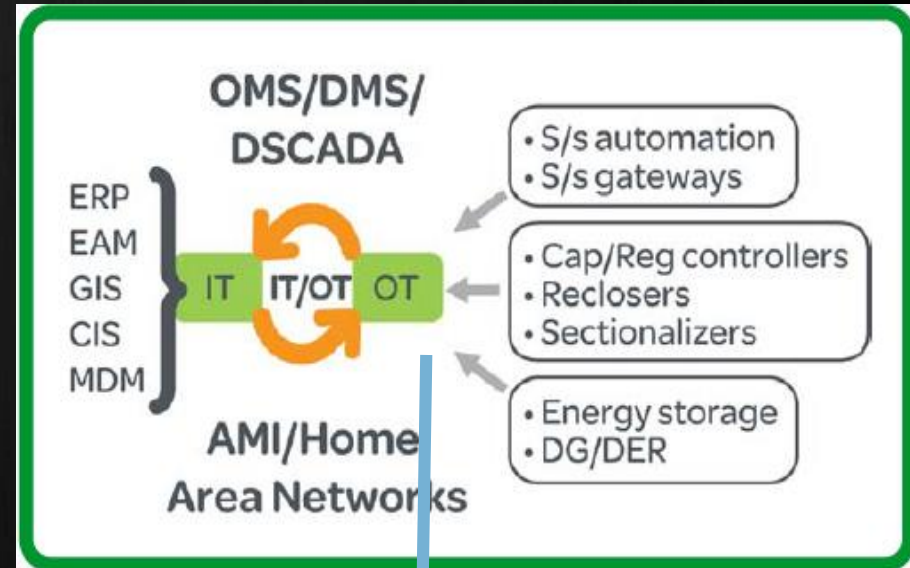 OMS/DMS/
DSCADA
ERP
EAM
GIS
CIS
MDM
IT
IT/OT
OT
• S/s automation
• S/s gateways
• Cap/Reg controllers
• Reclosers
• Sectionalizers
• Energy storage
• DG/DER
AMI/Home
Area Networks